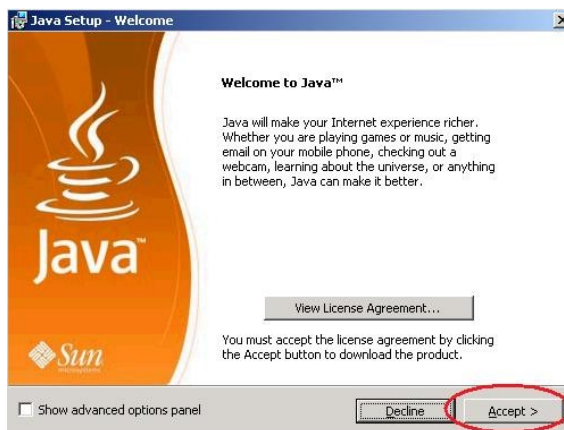 Java Setup - Welcome
Welcome to Java™
Java will make your Internet experience richer.
Whether you are playing games or music, getting
email on your mobile phone, checking out a
webcam, learning about the universe, or anything
in between, Java can make it better.
Java™
View License Agreement...
You must accept the license agreement by clicking
the Accept button to download the product.
Sun
microsystems
Show advanced options panel
Decline
Accept >